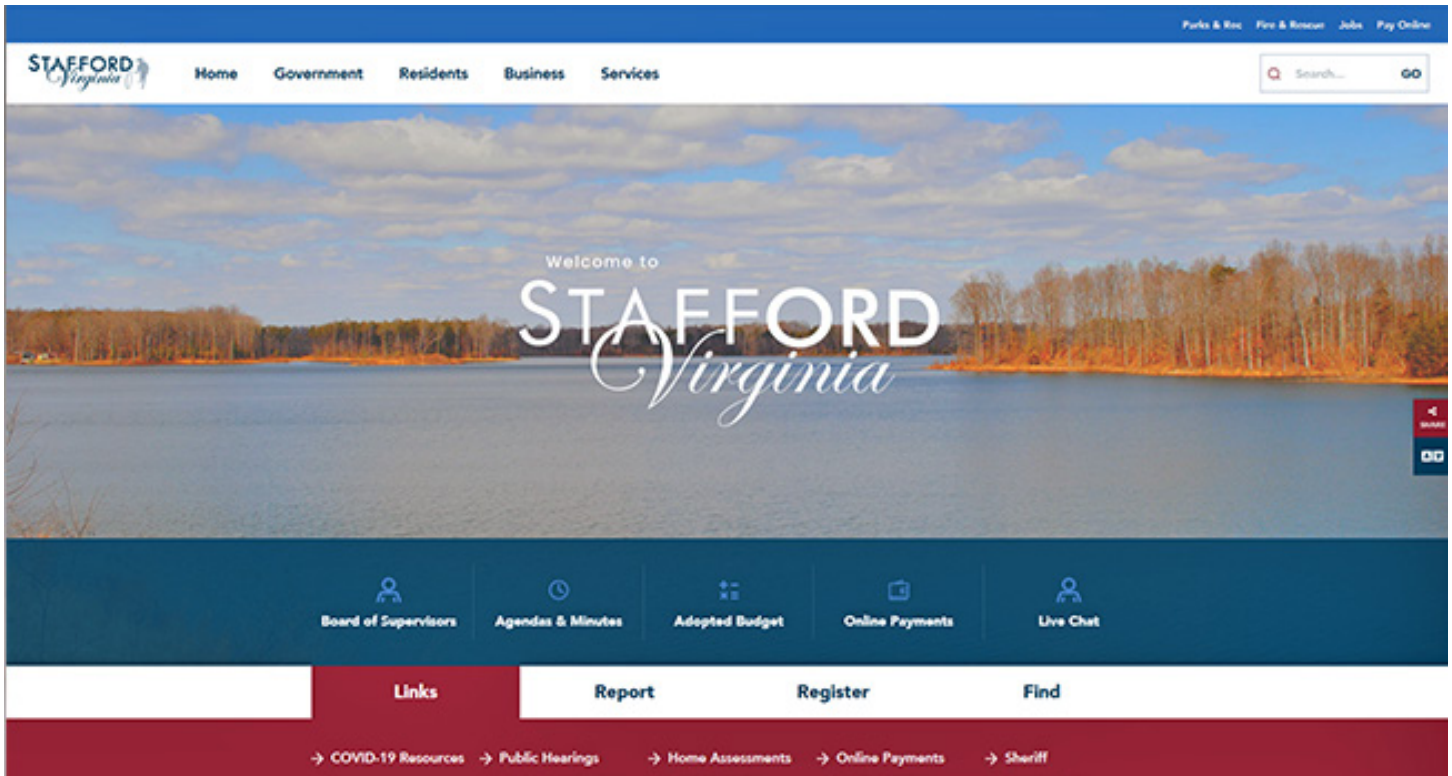 Parks & Rec Fire & Rescue Jobs Pay Online
STAFFORD
Virginia
Home Government Residents Business Services
Search... GO
Welcome to
STAFFORD
Virginia
SHARE
Board of Supervisors Agendas & Minutes Adopted Budget Online Payments Live Chat
Links Report Register Find
→ COVID-19 Resources → Public Hearings → Home Assessments → Online Payments → Sheriff